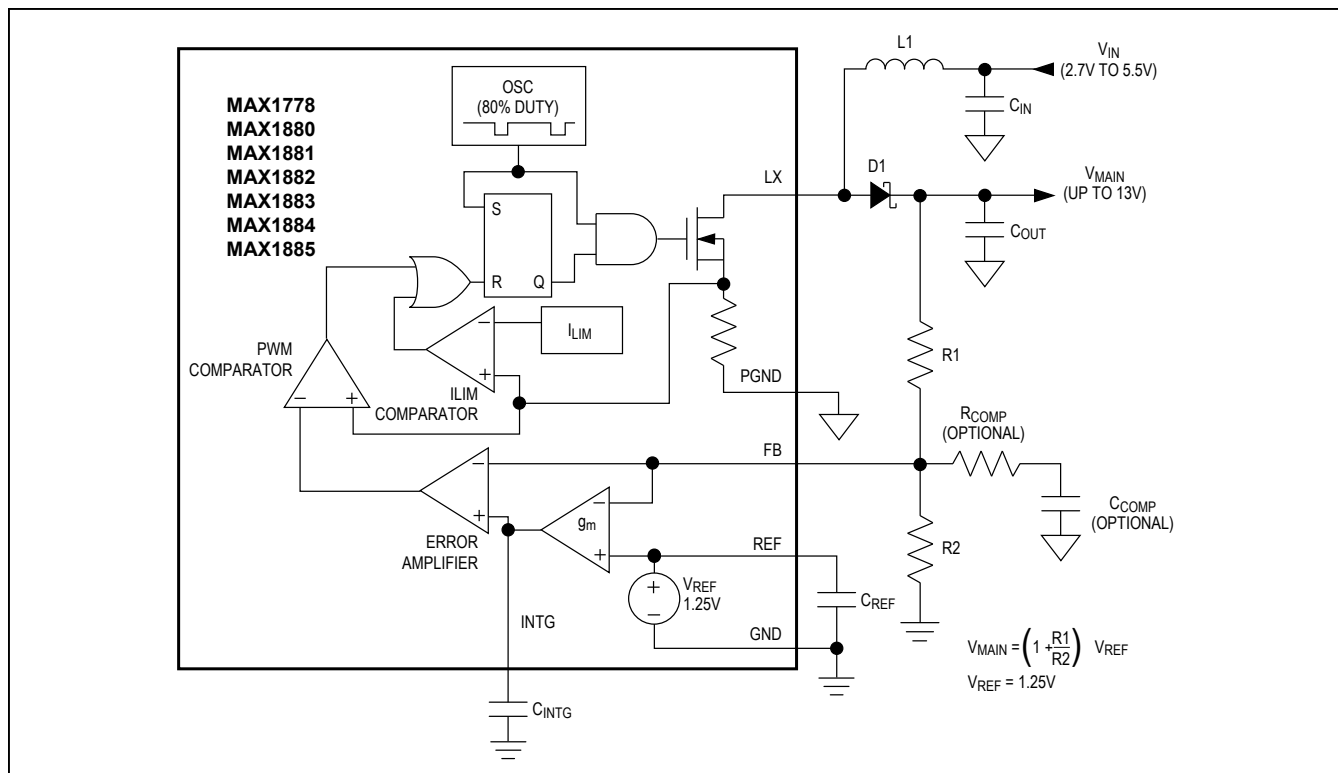 MAX1778
MAX1880
MAX1881
MAX1882
MAX1883
MAX1884
MAX1885
OSC
(80% DUTY)
S
R
Q
LX
L1
VIN
(2.7V TO 5.5V)
CIN
D1
VMAIN
(UP TO 13V)
COUT
PWM
COMPARATOR
−
+
−
+
ILIM
COMPARATOR
ILIM
PGND
R1
RCOMP
(OPTIONAL)
CCOMP
(OPTIONAL)
FB
−
+
ERROR
AMPLIFIER
−
gm
+
REF
R2
+
−
VREF
1.25V
CREF
INTG
GND
CINTG
VMAIN = (1 + R1/R2) VREF
VREF = 1.25V